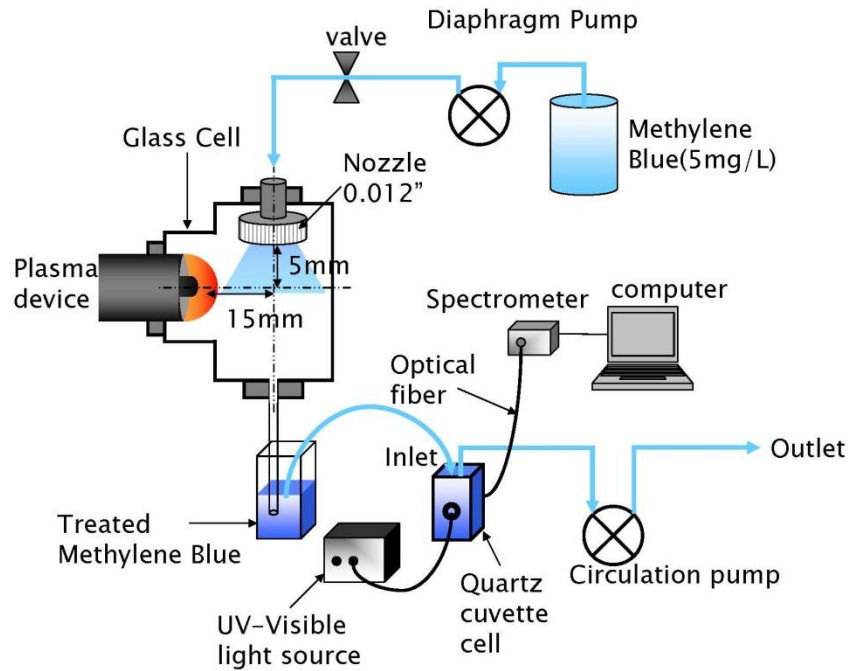 valve
Diaphragm Pump
Glass Cell
Nozzle
0.012”
Methylene
Blue(5mg/L)
Plasma
device
5mm
15mm
Spectrometer
computer
Optical
fiber
Inlet
Outlet
Treated
Methylene Blue
UV-Visible
light source
Quartz
cuvette
cell
Circulation pump